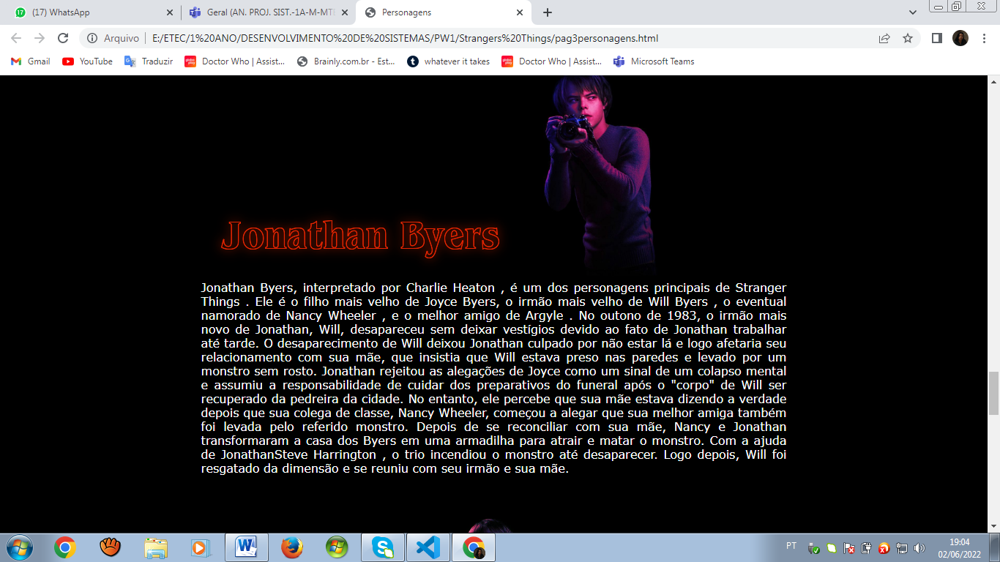 (17) WhatsApp
Geral (AN. PROJ. SIST.-1A-M-MTE
Personagens
Arquivo
E:/ETEC/1%20ANO/DESENVOLVIMENTO%20DE%20SISTEMAS/PW1/Strangers%20Things/pag3personagens.html
Gmail
YouTube
Traduzir
Doctor Who | Assist...
Brainly.com.br - Est...
whatever it takes
Doctor Who | Assist...
Microsoft Teams
Jonathan Byers
Jonathan Byers, interpretado por Charlie Heaton , é um dos personagens principais de Stranger
Things . Ele é o filho mais velho de Joyce Byers, o irmão mais velho de Will Byers , o eventual
namorado de Nancy Wheeler , e o melhor amigo de Argyle . No outono de 1983, o irmão mais
novo de Jonathan, Will, desapareceu sem deixar vestígios devido ao fato de Jonathan trabalhar
até tarde. O desaparecimento de Will deixou Jonathan culpado por não estar lá e logo afetaria seu
relacionamento com sua mãe, que insistia que Will estava preso nas paredes e levado por um
monstro sem rosto. Jonathan rejeitou as alegações de Joyce como um sinal de um colapso mental
e assumiu a responsabilidade de cuidar dos preparativos do funeral após o "corpo" de Will ser
recuperado da pedreira da cidade. No entanto, ele percebe que sua mãe estava dizendo a verdade
depois que sua colega de classe, Nancy Wheeler, começou a alegar que sua melhor amiga também
foi levada pelo referido monstro. Depois de se reconciliar com sua mãe, Nancy e Jonathan
transformaram a casa dos Byers em uma armadilha para atrair e matar o monstro. Com a ajuda
de JonathanSteve Harrington , o trio incendiou o monstro até desaparecer. Logo depois, Will foi
resgatado da dimensão e se reuniu com seu irmão e sua mãe.
PT
19:04
02/06/2022